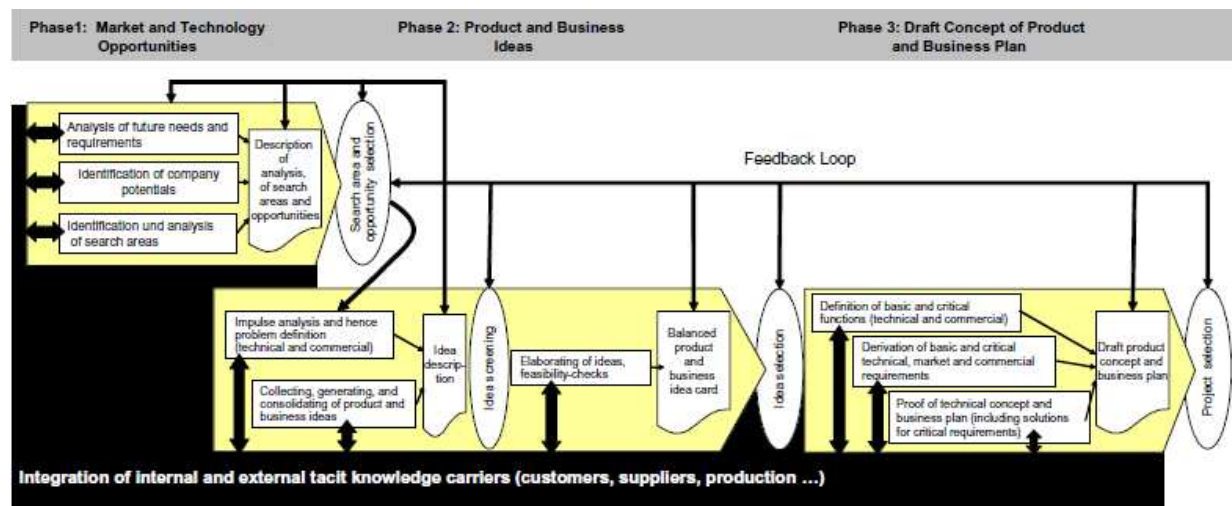 Phase1: Market and Technology
Opportunities
Phase 2: Product and Business
Ideas
Phase 3: Draft Concept of Product
and Business Plan
Analysis of future needs and
requirements
Identification of company
potentials
Identification und analysis
of search areas
Description
of
analysis,
of search
areas and
opportunities
Search area and
opportunity selection
Feedback Loop
Impulse analysis and hence
problem definition
(technical and commercial)
Collecting, generating, and
consolidating of product and
business ideas
Idea
descrip-
tion
Idea screening
Elaborating of ideas,
feasibility-checks
Balanced
product
and
business
idea card
Idea selection
Definition of basic and critical
functions (technical and commercial)
Derivation of basic and critical
technical, market and commercial
requirements
Proof of technical concept and
business plan (including solutions
for critical requirements)
Draft product
concept and
business plan
Project selection
Integration of internal and external tacit knowledge carriers (customers, suppliers, production ...)